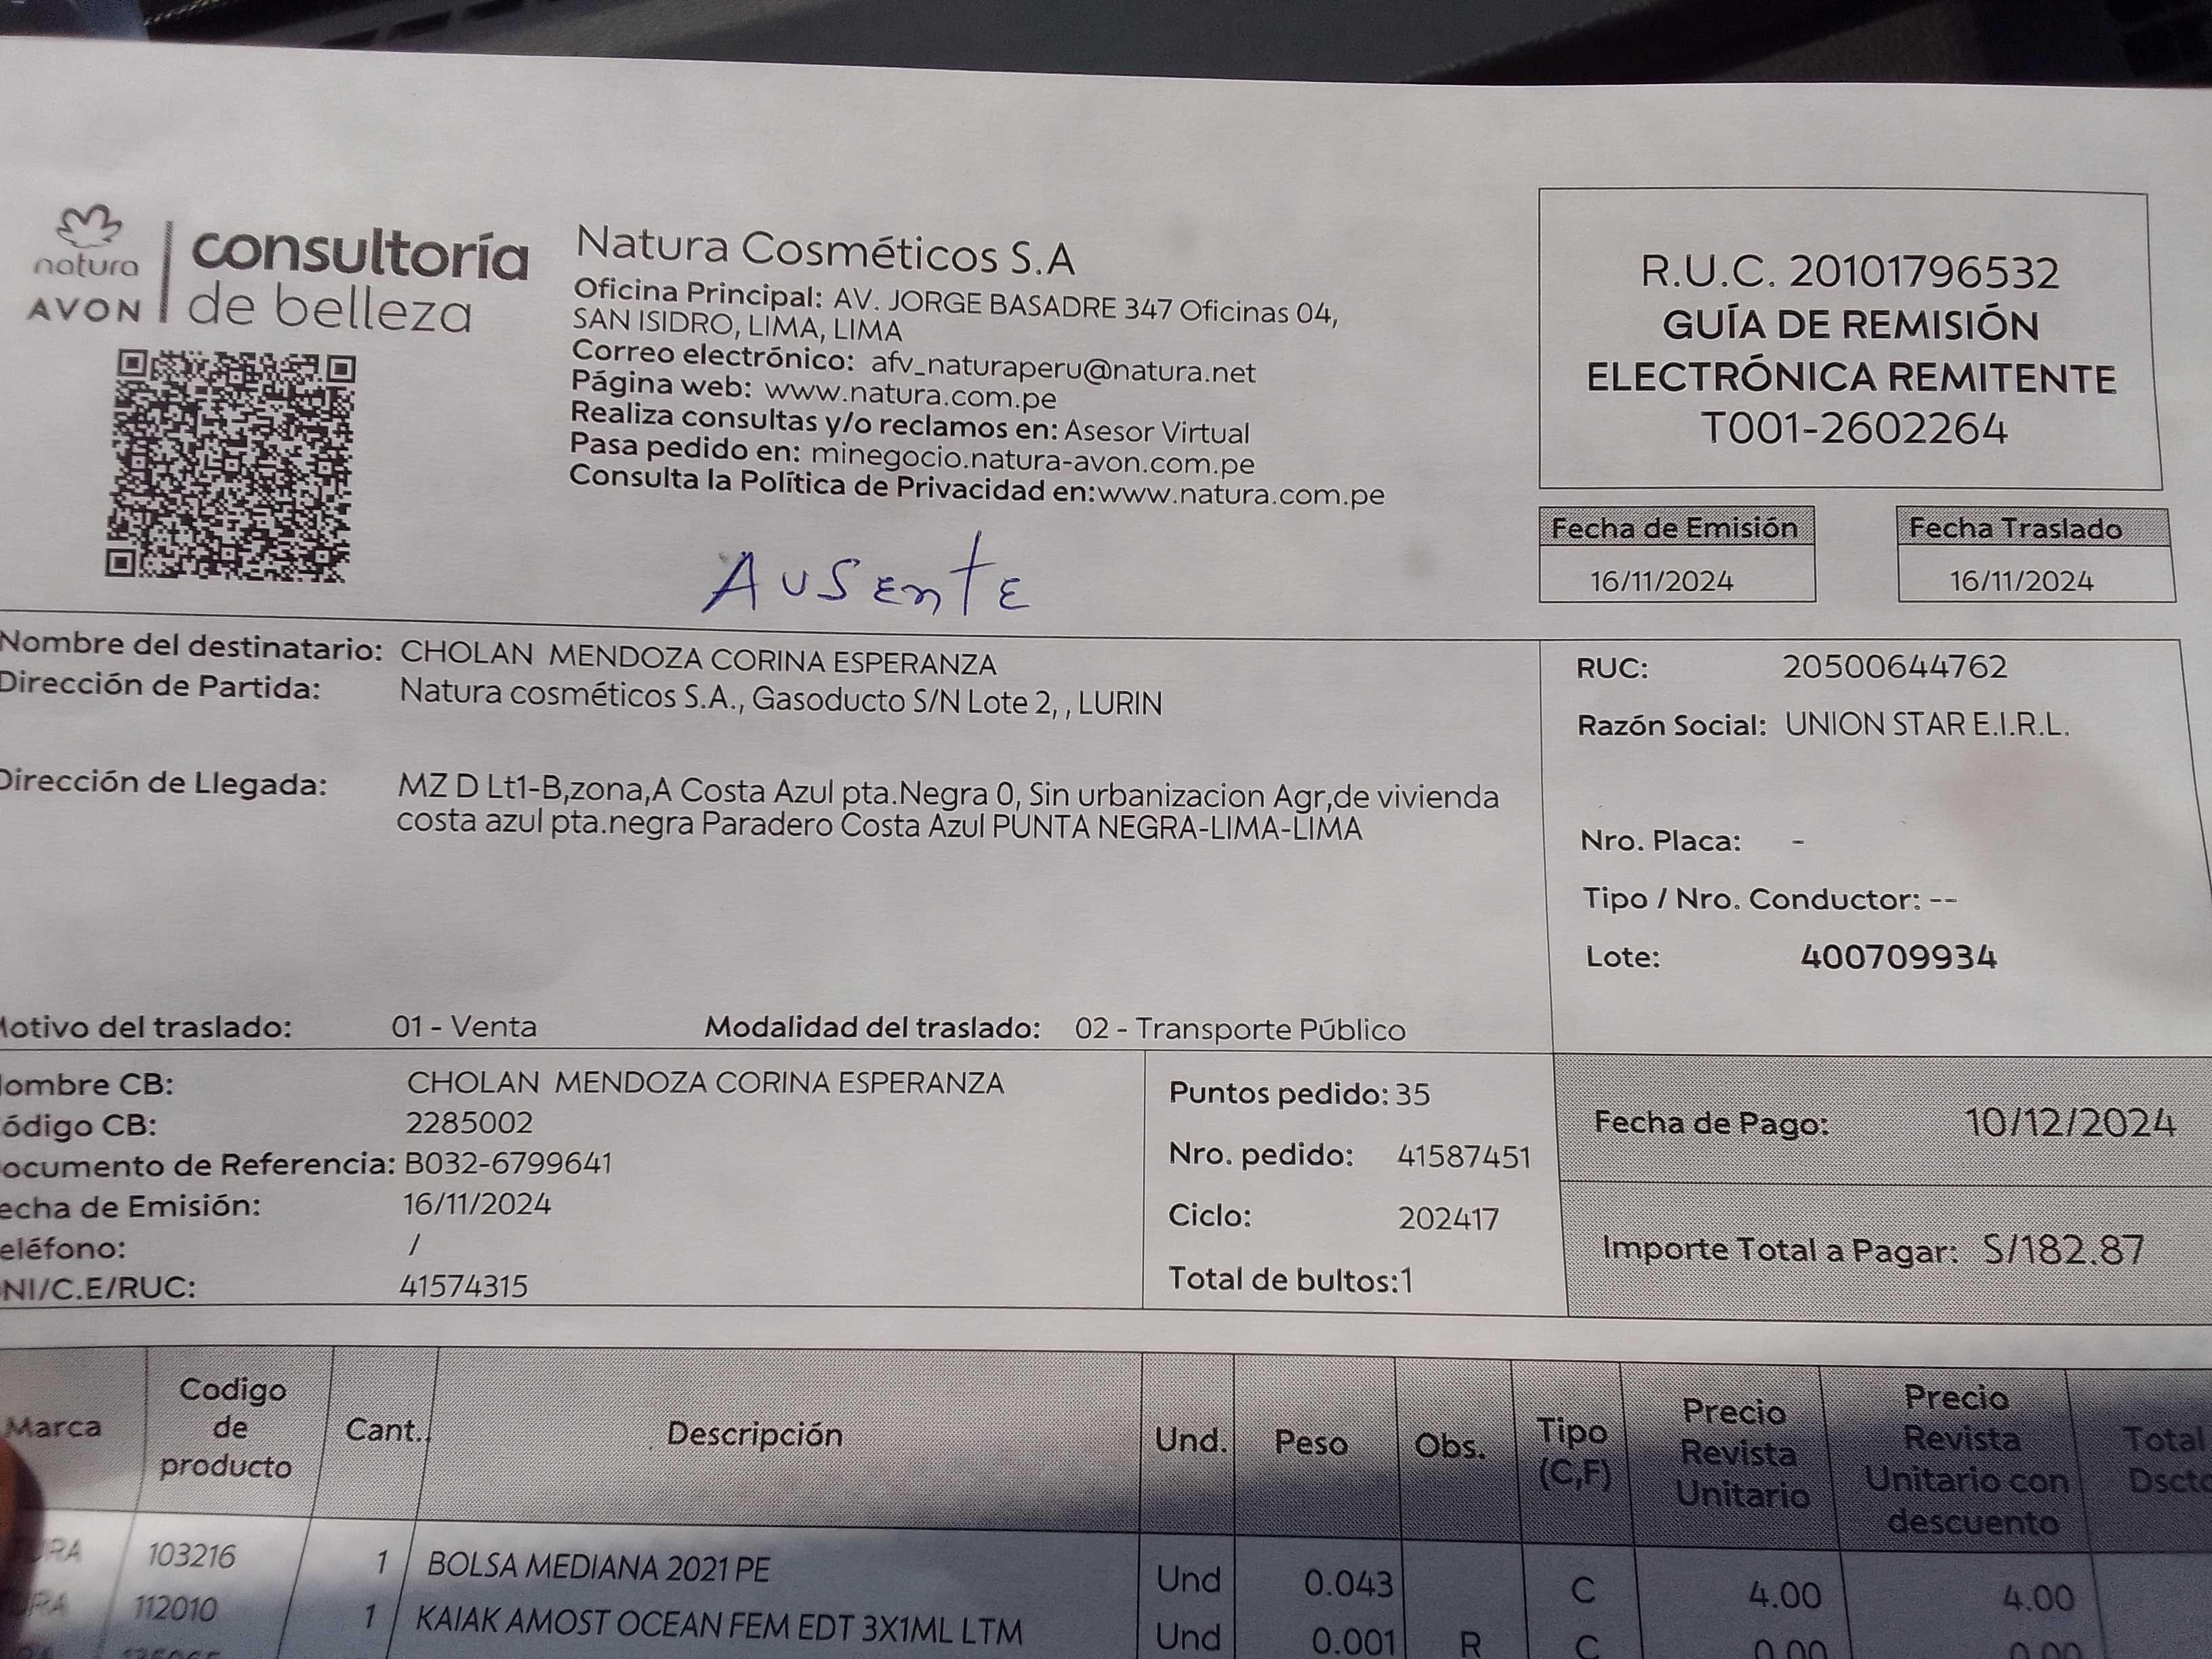 natura
AVON
consultoría
de belleza
Natura Cosméticos S.A
Oficina Principal: AV. JORGE BASADRE 347 Oficinas 04,
SAN ISIDRO, LIMA, LIMA
Correo electrónico: afv_naturaperu@natura.net
Página web: www.natura.com.pe
Realiza consultas y/o reclamos en: Asesor Virtual
Pasa pedido en: minegocio.natura-avon.com.pe
Consulta la Política de Privacidad en:www.natura.com.pe
R.U.C. 20101796532
GUÍA DE REMISIÓN
ELECTRÓNICA REMITENTE
T001-2602264
Fecha de Emisión
16/11/2024
Fecha Traslado
16/11/2024
Ausente
Nombre del destinatario: CHOLAN MENDOZA CORINA ESPERANZA
Dirección de Partida: Natura cosméticos S.A., Gasoducto S/N Lote 2, , LURIN
Dirección de Llegada: MZ D Lt1-B,zona,A Costa Azul pta.Negra 0, Sin urbanizacion Agr,de vivienda
costa azul pta.negra Paradero Costa Azul PUNTA NEGRA-LIMA-LIMA
RUC: 20500644762
Razón Social: UNION STAR E.I.R.L.
Nro. Placa: -
Tipo / Nro. Conductor: --
Lote: 400709934
Motivo del traslado: 01 - Venta Modalidad del traslado: 02 - Transporte Público
ombre CB: CHOLAN MENDOZA CORINA ESPERANZA
ódigo CB: 2285002
ocumento de Referencia: B032-6799641
echa de Emisión: 16/11/2024
eléfono: /
NI/C.E/RUC: 41574315
Puntos pedido: 35
Nro. pedido: 41587451
Ciclo: 202417
Total de bultos:1
Fecha de Pago: 10/12/2024
Importe Total a Pagar: S/182.87
Marca
Codigo
de
producto
Cant.
Descripción
Und.
Peso
Obs.
Tipo
(C,F)
Precio
Revista
Unitario
Precio
Revista
Unitario con
descuento
Total
Dscto
RA 103216 1 BOLSA MEDIANA 2021 PE Und 0.043 C 4.00 4.00
RA 112010 1 KAIAK AMOST OCEAN FEM EDT 3X1ML LTM Und 0.001 R C 0.00 0.00